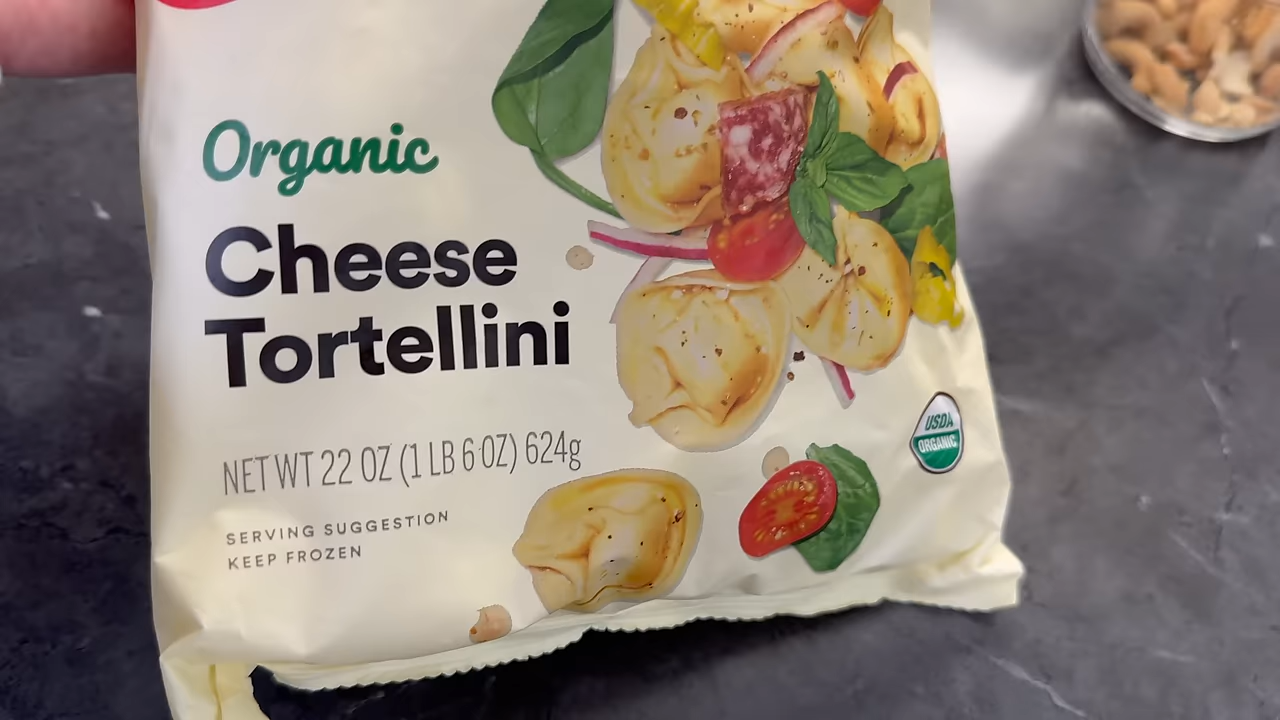 Organic
Cheese
Tortellini
NET WT 22 OZ (1 LB 6 OZ) 624g
SERVING SUGGESTION
KEEP FROZEN
USDA
ORGANIC